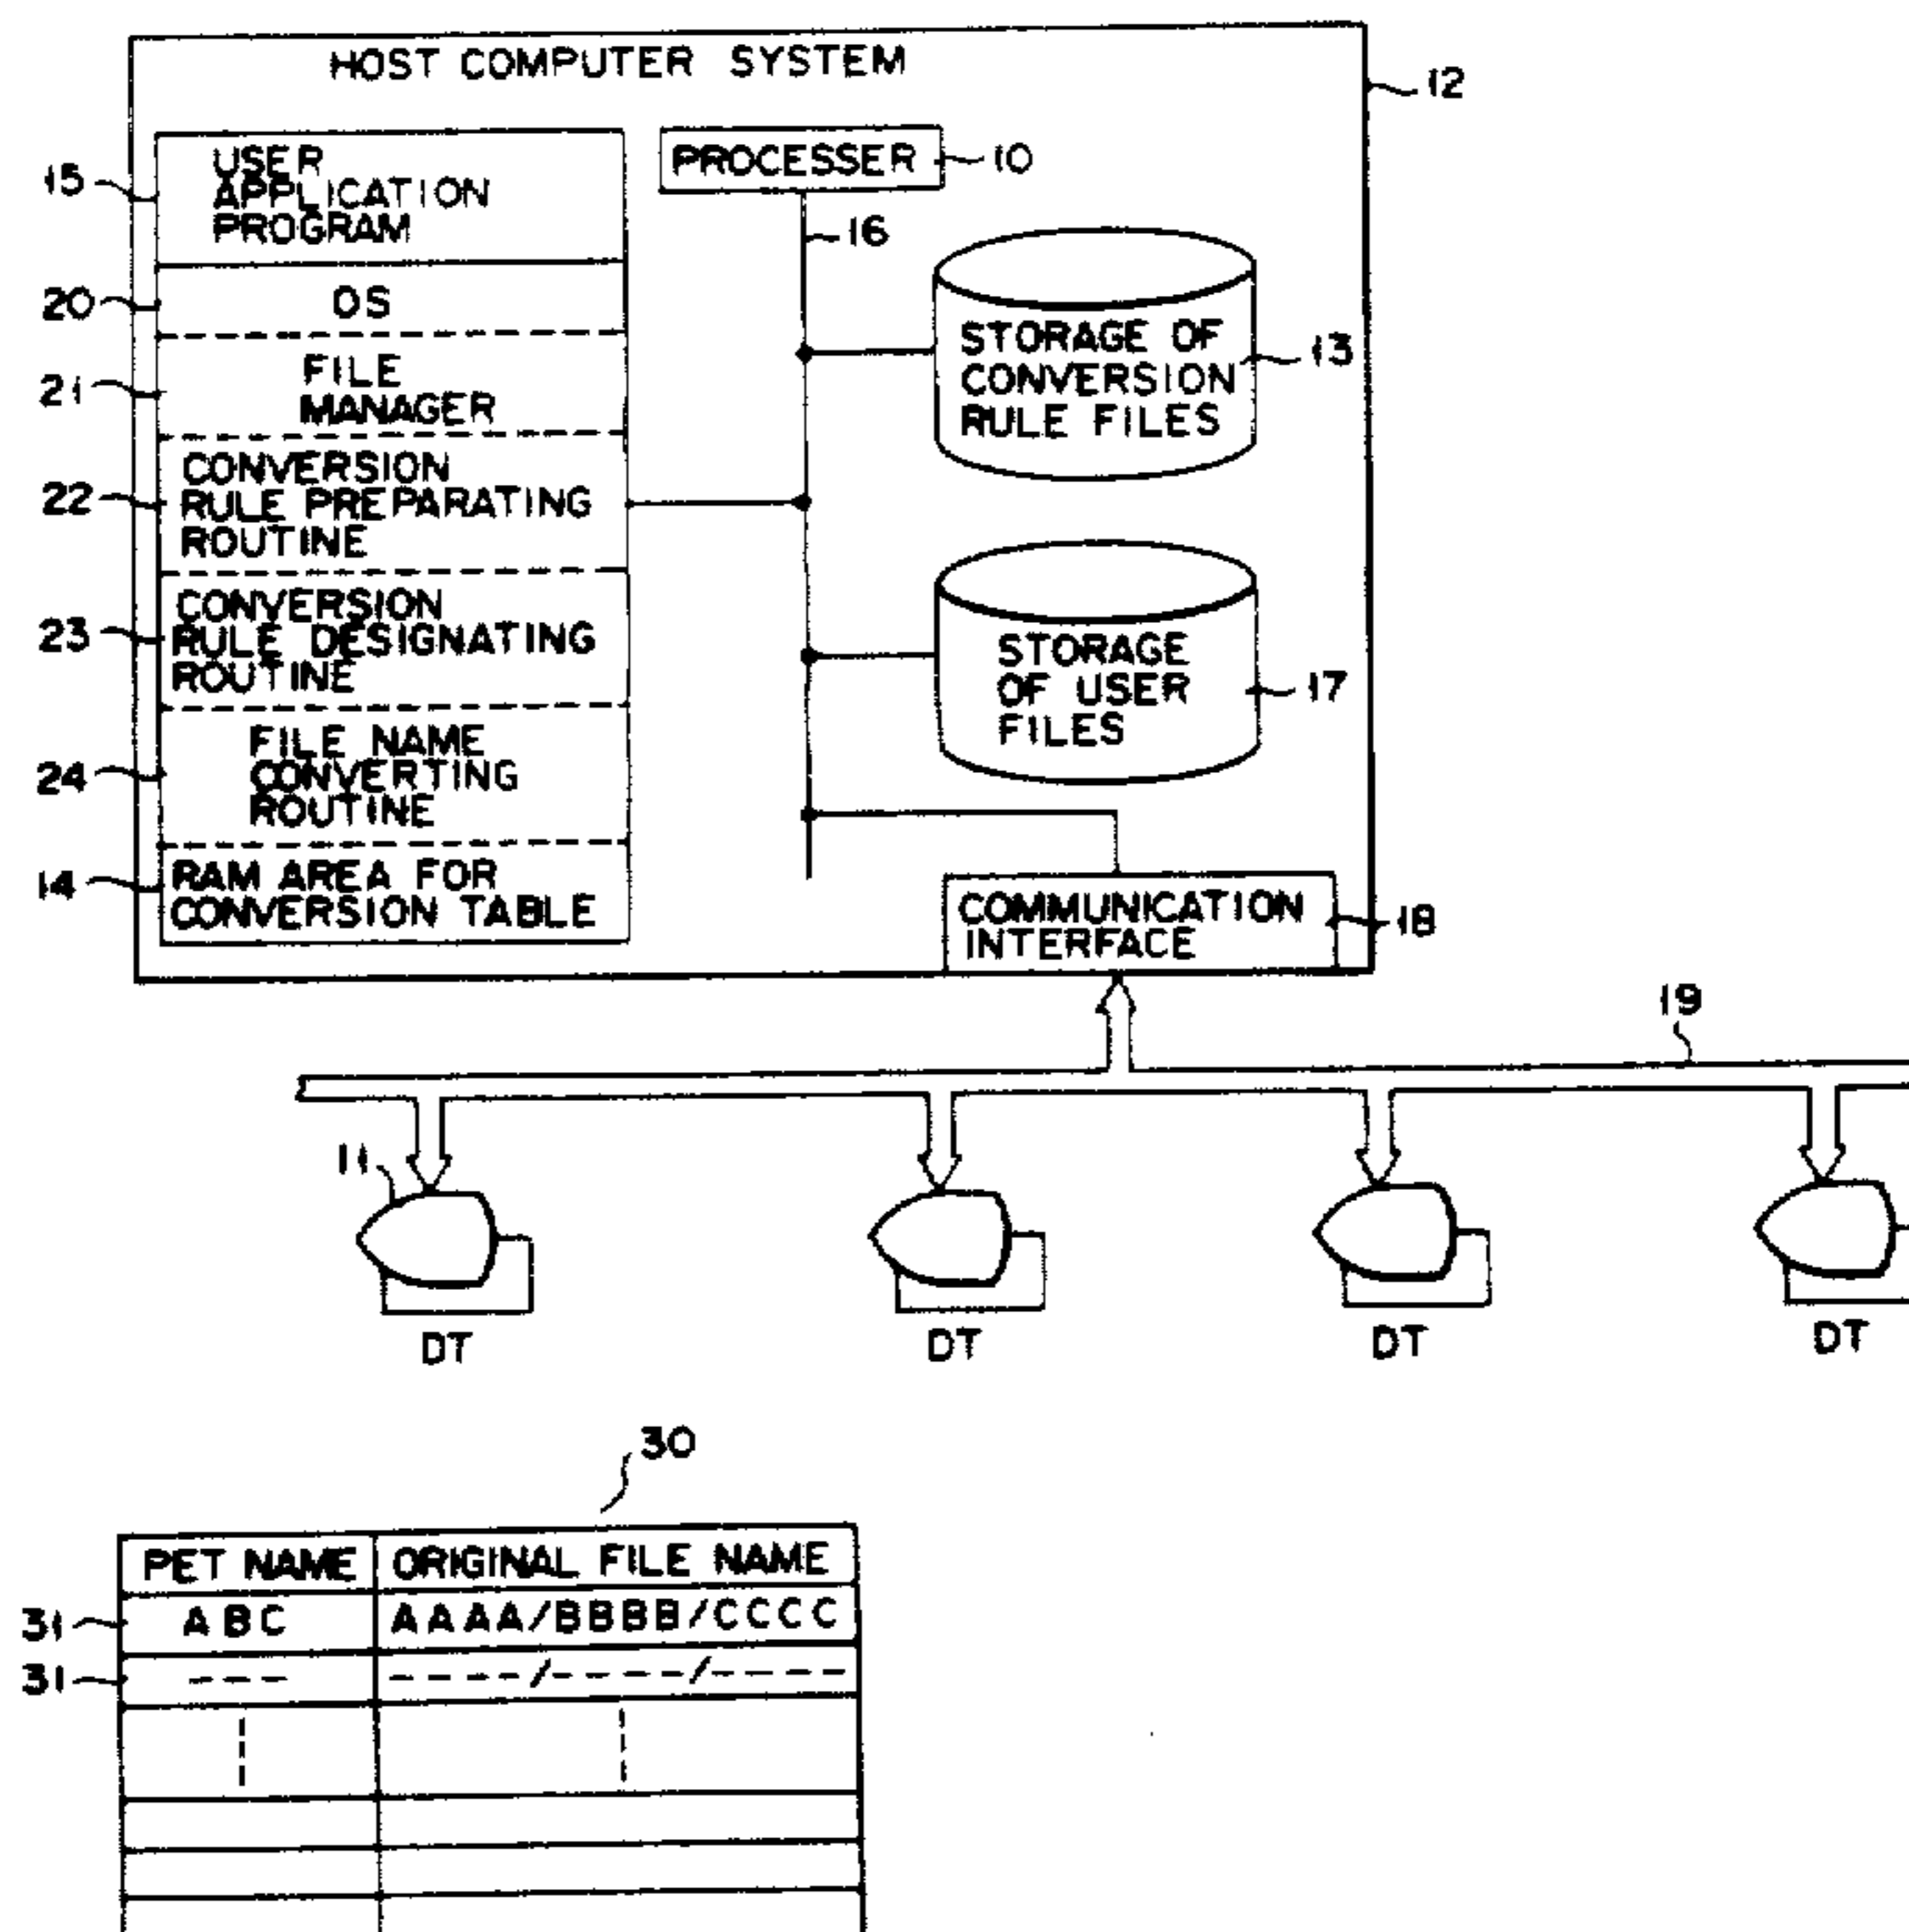 HOST COMPUTER SYSTEM
12
15
USER
APPLICATION
PROGRAM
PROCESSER
10
16
20
OS
21
FILE
MANAGER
STORAGE OF
CONVERSION
RULE FILES
13
22
CONVERSION
RULE PREPARATING
ROUTINE
23
CONVERSION
RULE DESIGNATING
ROUTINE
STORAGE
OF USER
FILES
17
24
FILE NAME
CONVERTING
ROUTINE
14
RAM AREA FOR
CONVERSION TABLE
COMMUNICATION
INTERFACE
18
19
11
DT
DT
DT
DT
30
PET NAME
ORIGINAL FILE NAME
31
ABC
AAAA/BBBB/CCCC
31
----
----/----/-----